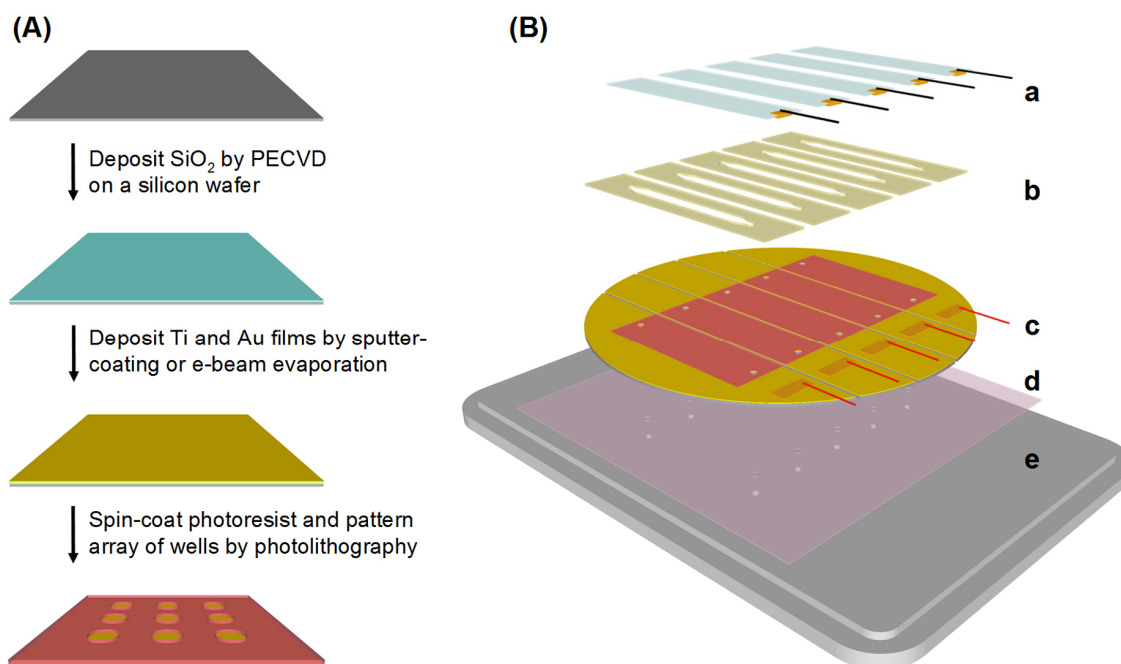 (A)
Deposit SiO₂ by PECVD
on a silicon wafer
Deposit Ti and Au films by sputter-
coating or e-beam evaporation
Spin-coat photoresist and pattern
array of wells by photolithography
(B)
a
b
c
d
e